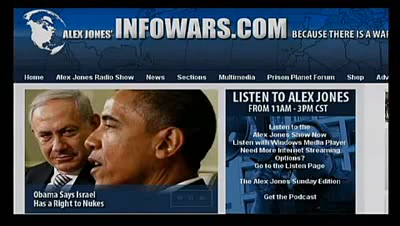 ALEX JONES' INFOWARS.COM BECAUSE THERE IS A WAR
Home Alex Jones Radio Show News Sections Multimedia Prison Planet Forum Shop Adv
LISTEN TO ALEX JONES
FROM 11AM - 3PM CST
Listen to the
Alex Jones Show Now
Listen with Windows Media Player
Need More Internet Streaming
Options?
Go to the Listen Page
The Alex Jones Sunday Edition
Get the Podcast
Obama Says Israel
Has a Right to Nukes